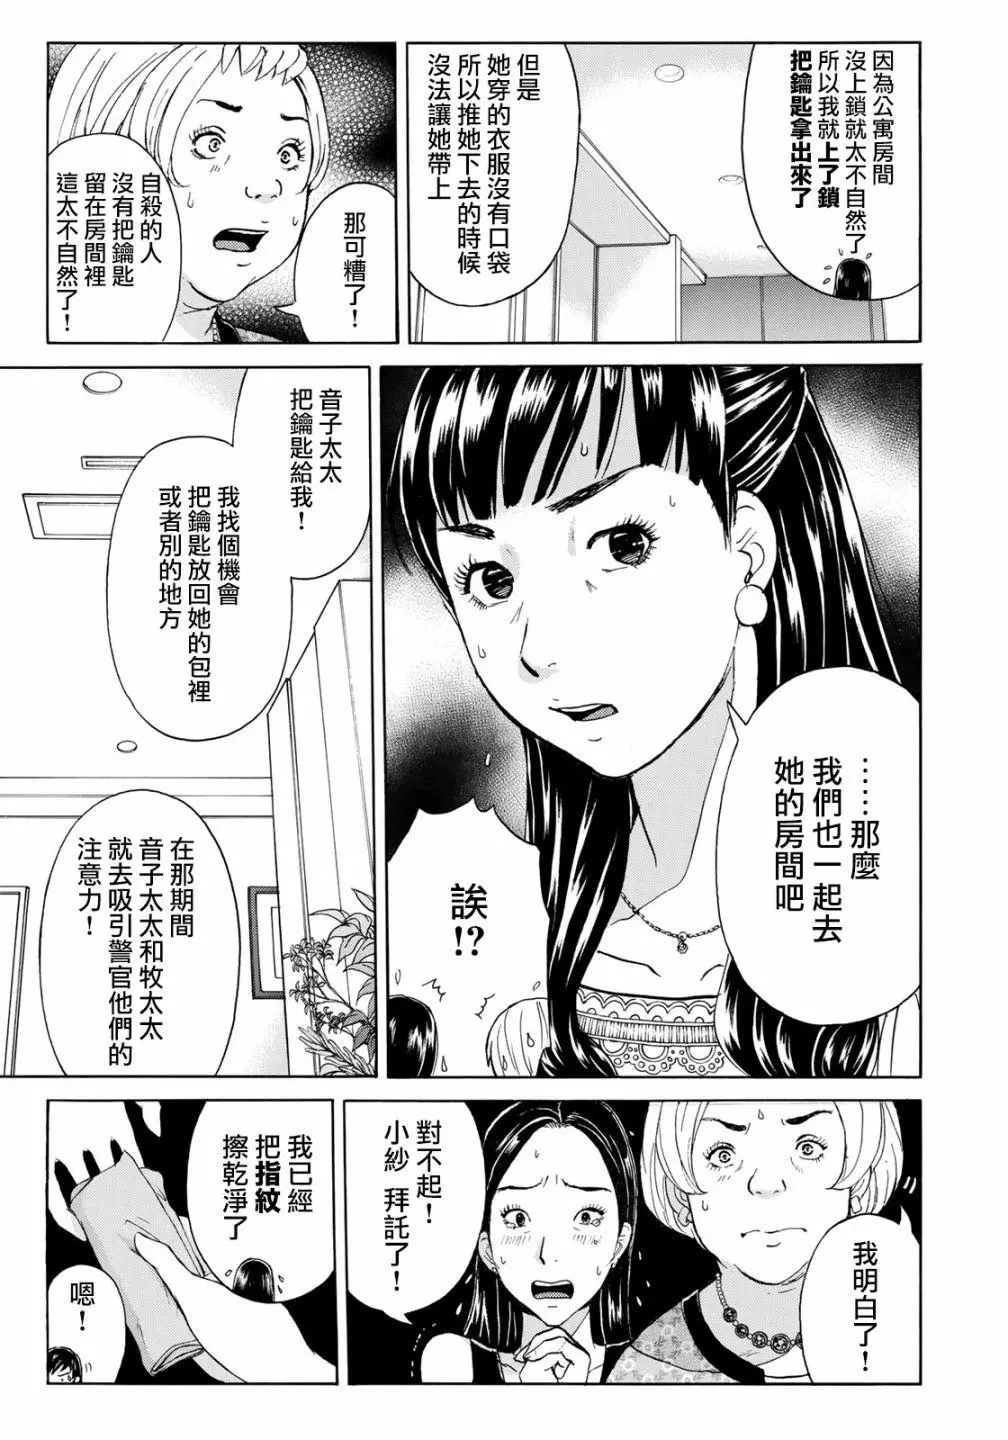 因為公寓房間
沒上鎖就太不自然了
所以我就上了鎖
把鑰匙拿出來了
但是
她穿的衣服沒有口袋
所以推她下去的時候
沒法讓她帶上
那可糟了!
自殺的人
沒有把鑰匙
留在房間裡
這太不自然了!
……那麼
我們也一起去
她的房間吧
誒!?
音子太太
把鑰匙給我!
我找個機會
把鑰匙放回她的包裡
或者別的地方
在那期間
音子太太和牧太太
就去吸引警官他們的
注意力!
我明白了!
對不起!
小紗 拜託了!
我已經
把指紋
擦乾淨了
嗯!